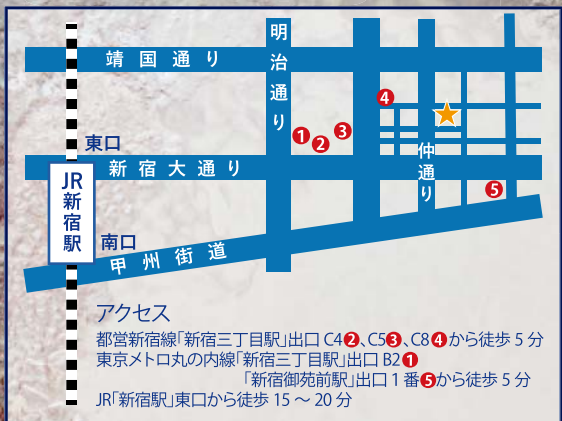 靖国通り
明治通り
❹
❶
❷
❸
東口
新宿大通り
仲通り
JR新宿駅
❺
南口
甲州街道
アクセス
都営新宿線「新宿三丁目駅」出口 C4❷、C5❸、C8❹から徒歩 5 分
東京メトロ丸の内線「新宿三丁目駅」出口 B2❶
「新宿御苑前駅」出口 1 番❺から徒歩 5 分
JR「新宿駅」東口から徒歩 15 ～ 20 分